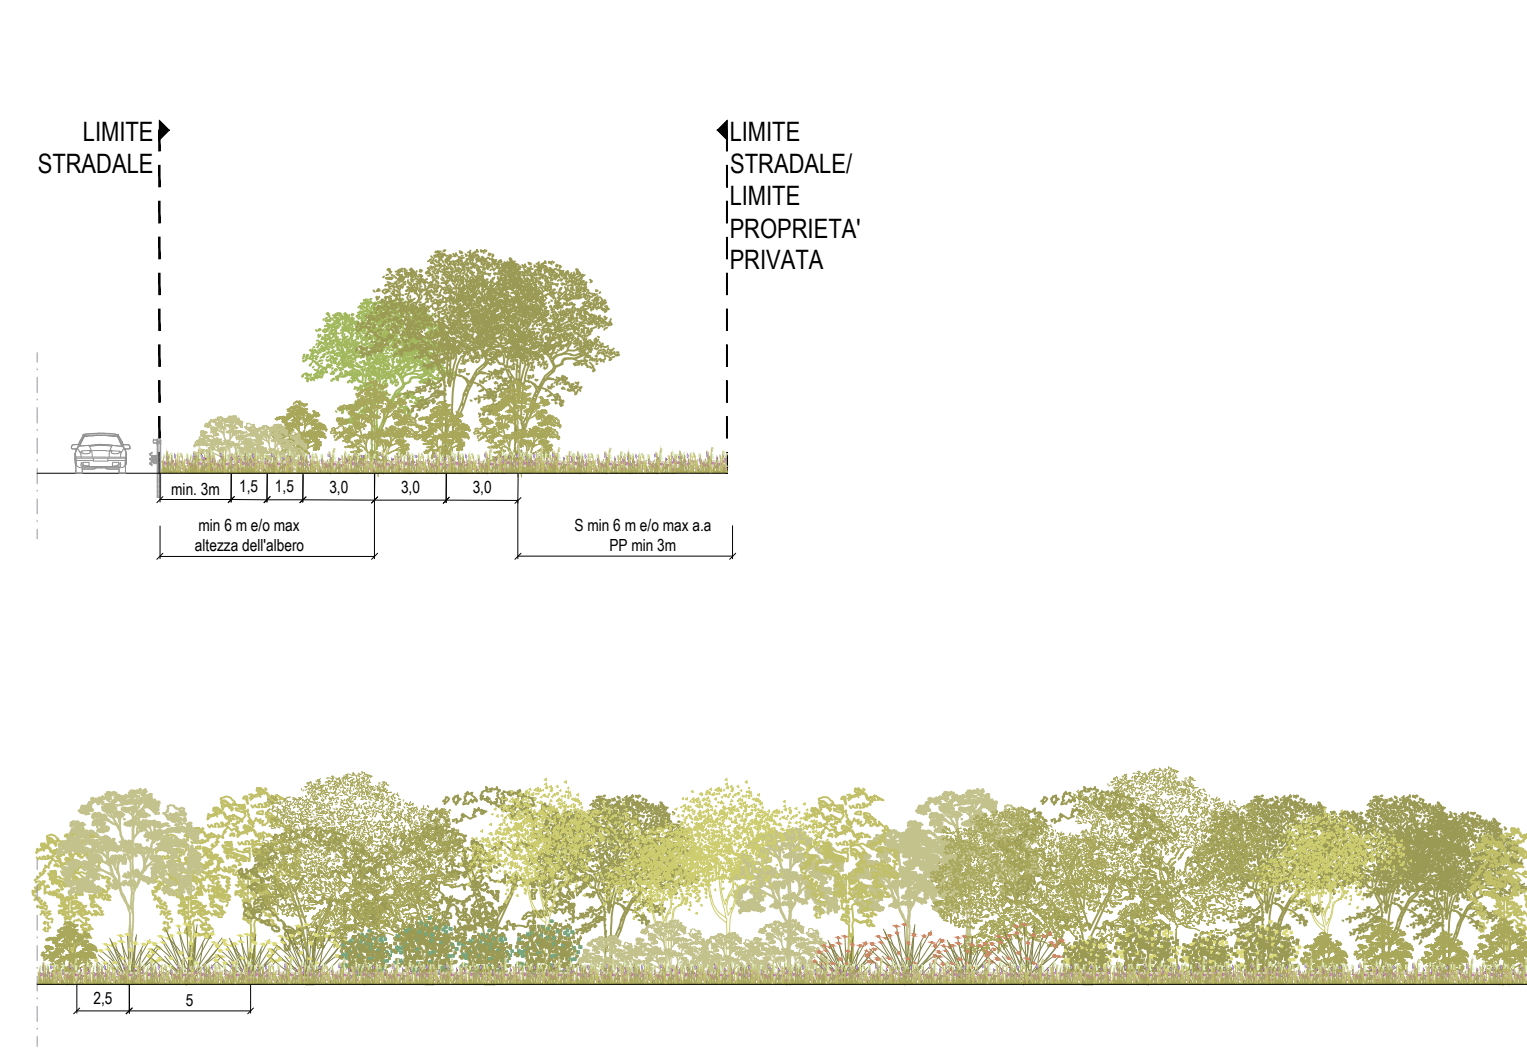 LIMITE
STRADALE
LIMITE
STRADALE/
LIMITE
PROPRIETA'
PRIVATA
min. 3m
1,5
1,5
3,0
3,0
3,0
min 6 m e/o max
altezza dell'albero
S min 6 m e/o max a.a
PP min 3m
2,5
5